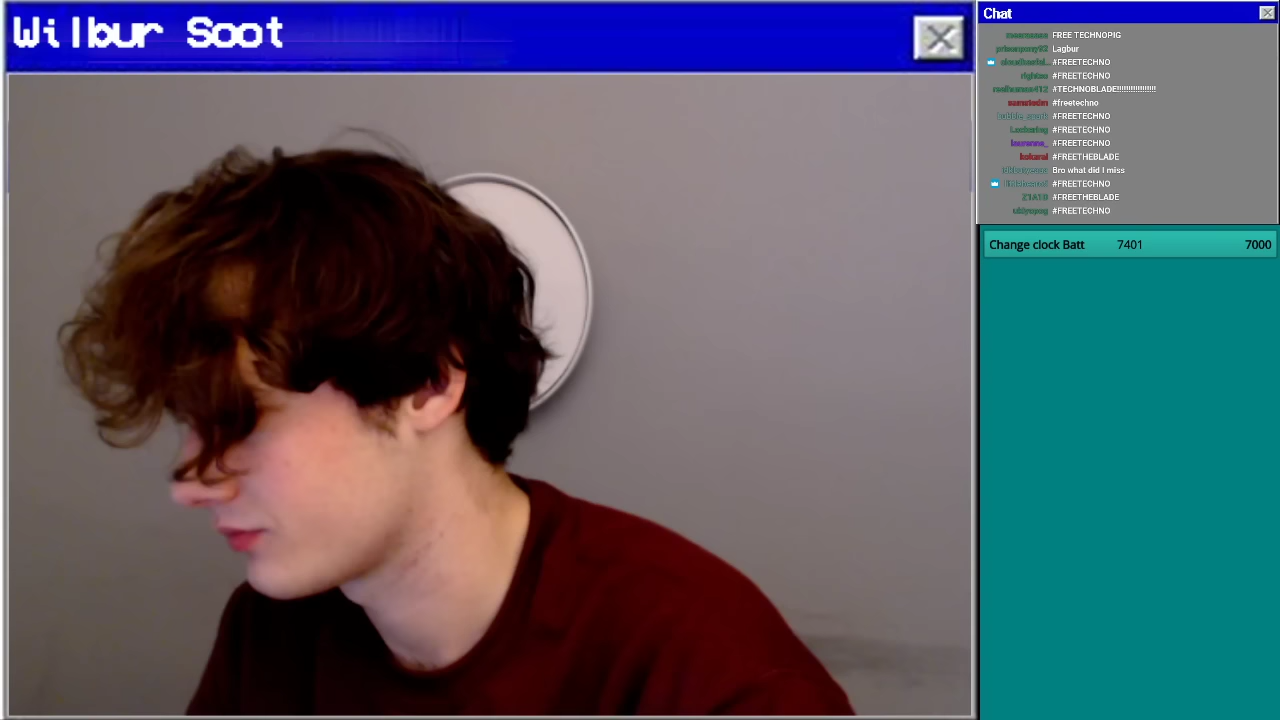 Wilbur Soot
Chat
FREE TECHNOPIG
Lagbur
#FREETECHNO
#FREETECHNO
#TECHNOBLADE!!!!!!!!!!!!!!!!!
#freetechno
#FREETECHNO
#FREETECHNO
#FREETECHNO
#FREETHEBLADE
Bro what did I miss
#FREETECHNO
#FREETHEBLADE
#FREETECHNO
Change clock Batt 7401 7000